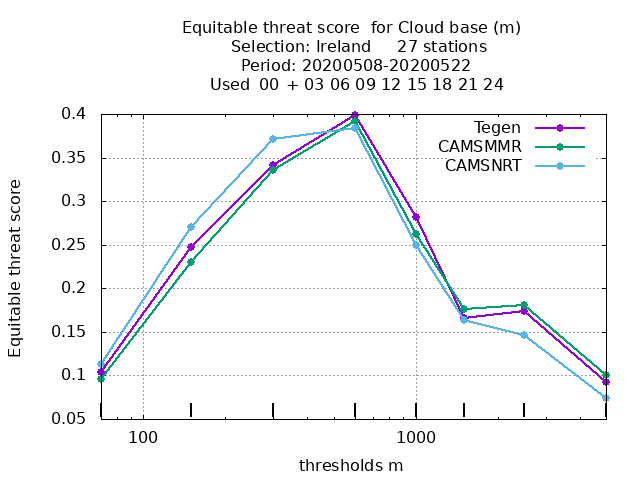 Equitable threat score  for Cloud base (m)
Selection: Ireland     27 stations
Period: 20200508-20200522
Used  00  + 03 06 09 12 15 18 21 24
Tegen
CAMSMMR
CAMSNRT
0.4
0.35
0.3
0.25
0.2
0.15
0.1
0.05
Equitable threat score
100 1000
thresholds m